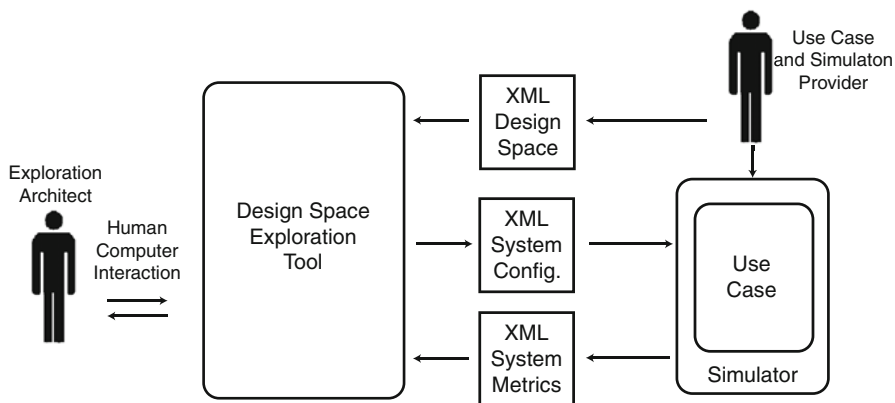 Exploration
Architect
Human
Computer
Interaction
Design Space
Exploration
Tool
XML
Design
Space
XML
System
Config.
XML
System
Metrics
Use Case
and Simulaton
Provider
Use
Case
Simulator